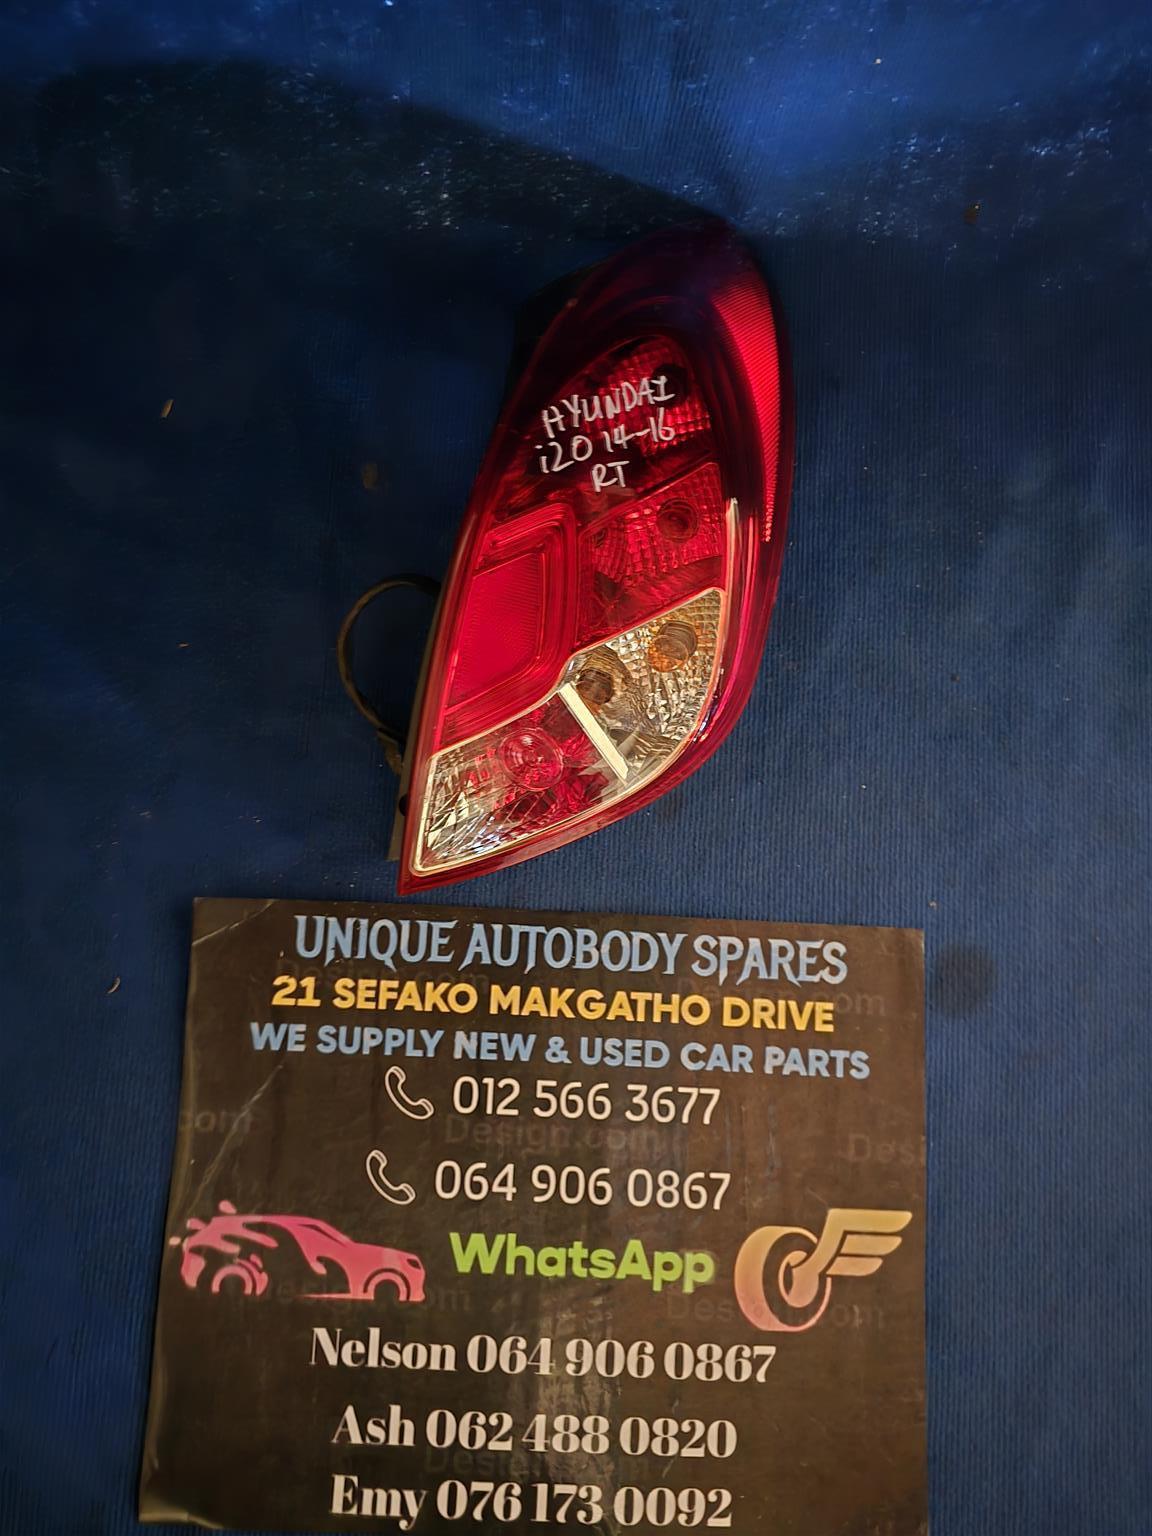 HYUNDAI
i20 14-16
RT
UNIQUE AUTOBODY SPARES
21 SEFAKO MAKGATHO DRIVE
WE SUPPLY NEW & USED CAR PARTS
012 566 3677
064 906 0867
WhatsApp
Nelson 064 906 0867
Ash 062 488 0820
Emy 076 173 0092